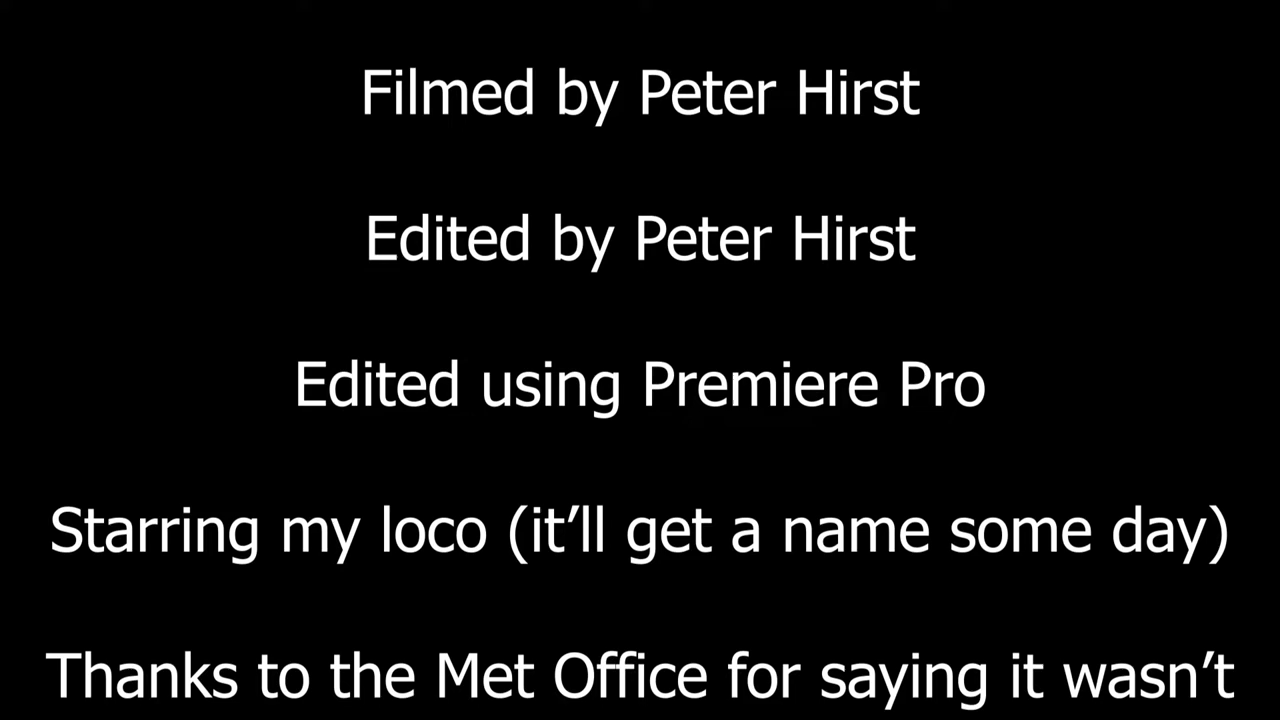 Filmed by Peter Hirst
Edited by Peter Hirst
Edited using Premiere Pro
Starring my loco (it’ll get a name some day)
Thanks to the Met Office for saying it wasn’t